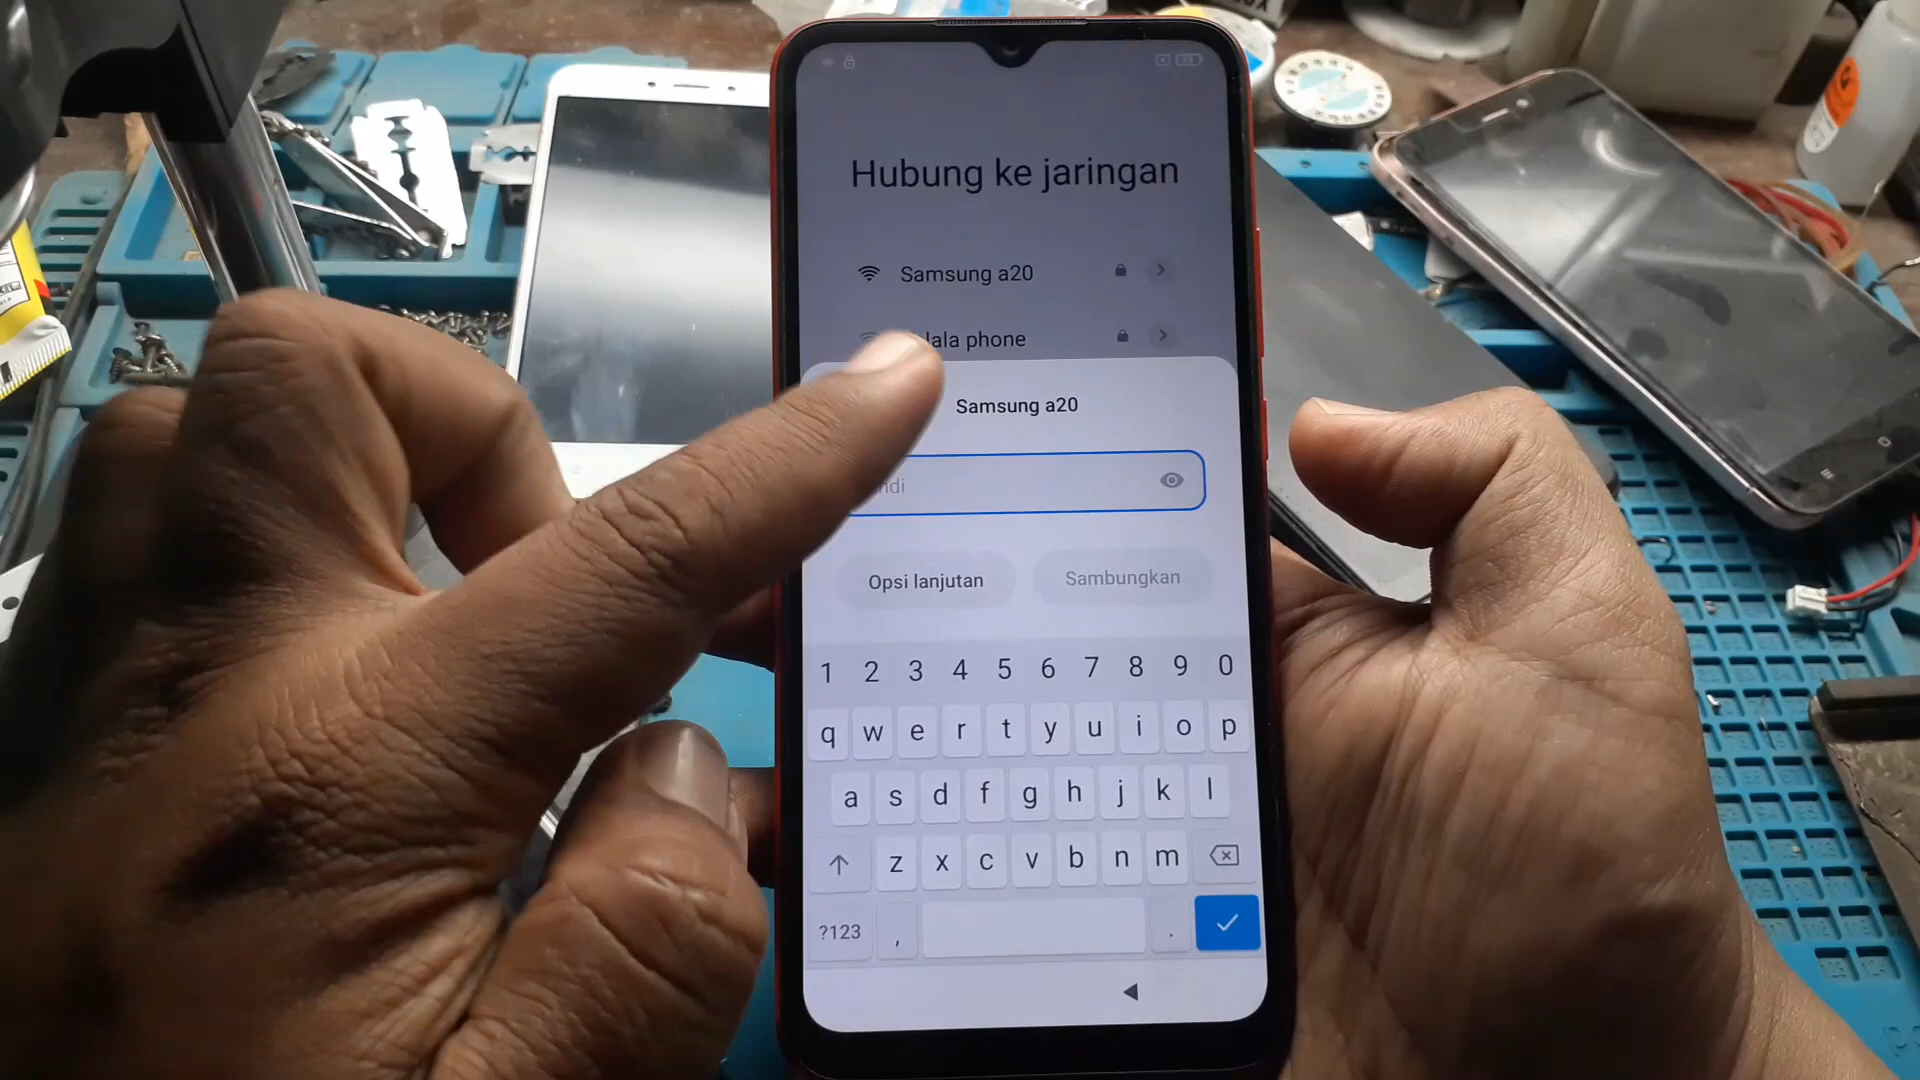 Hubung ke jaringan
Samsung a20
lala phone
Samsung a20
Opsi lanjutan
Sambungkan
1 2 3 4 5 6 7 8 9 0
q w e r t y u i o p
a s d f g h j k l
z x c v b n m
?123 , .